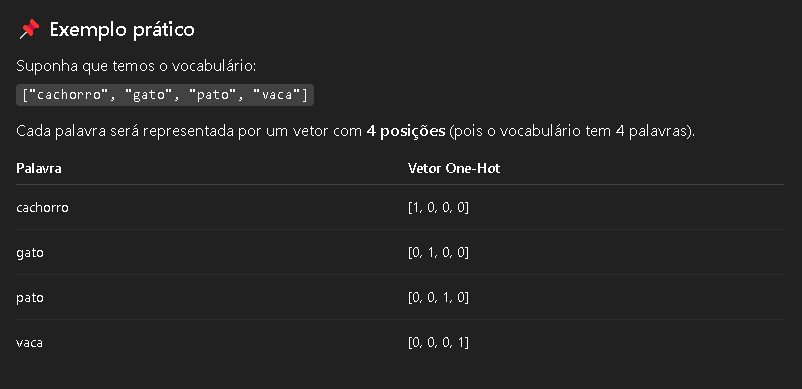 📌 Exemplo prático
Suponha que temos o vocabulário:
["cachorro", "gato", "pato", "vaca"]
Cada palavra será representada por um vetor com 4 posições (pois o vocabulário tem 4 palavras).
Palavra Vetor One-Hot
cachorro [1, 0, 0, 0]
gato [0, 1, 0, 0]
pato [0, 0, 1, 0]
vaca [0, 0, 0, 1]